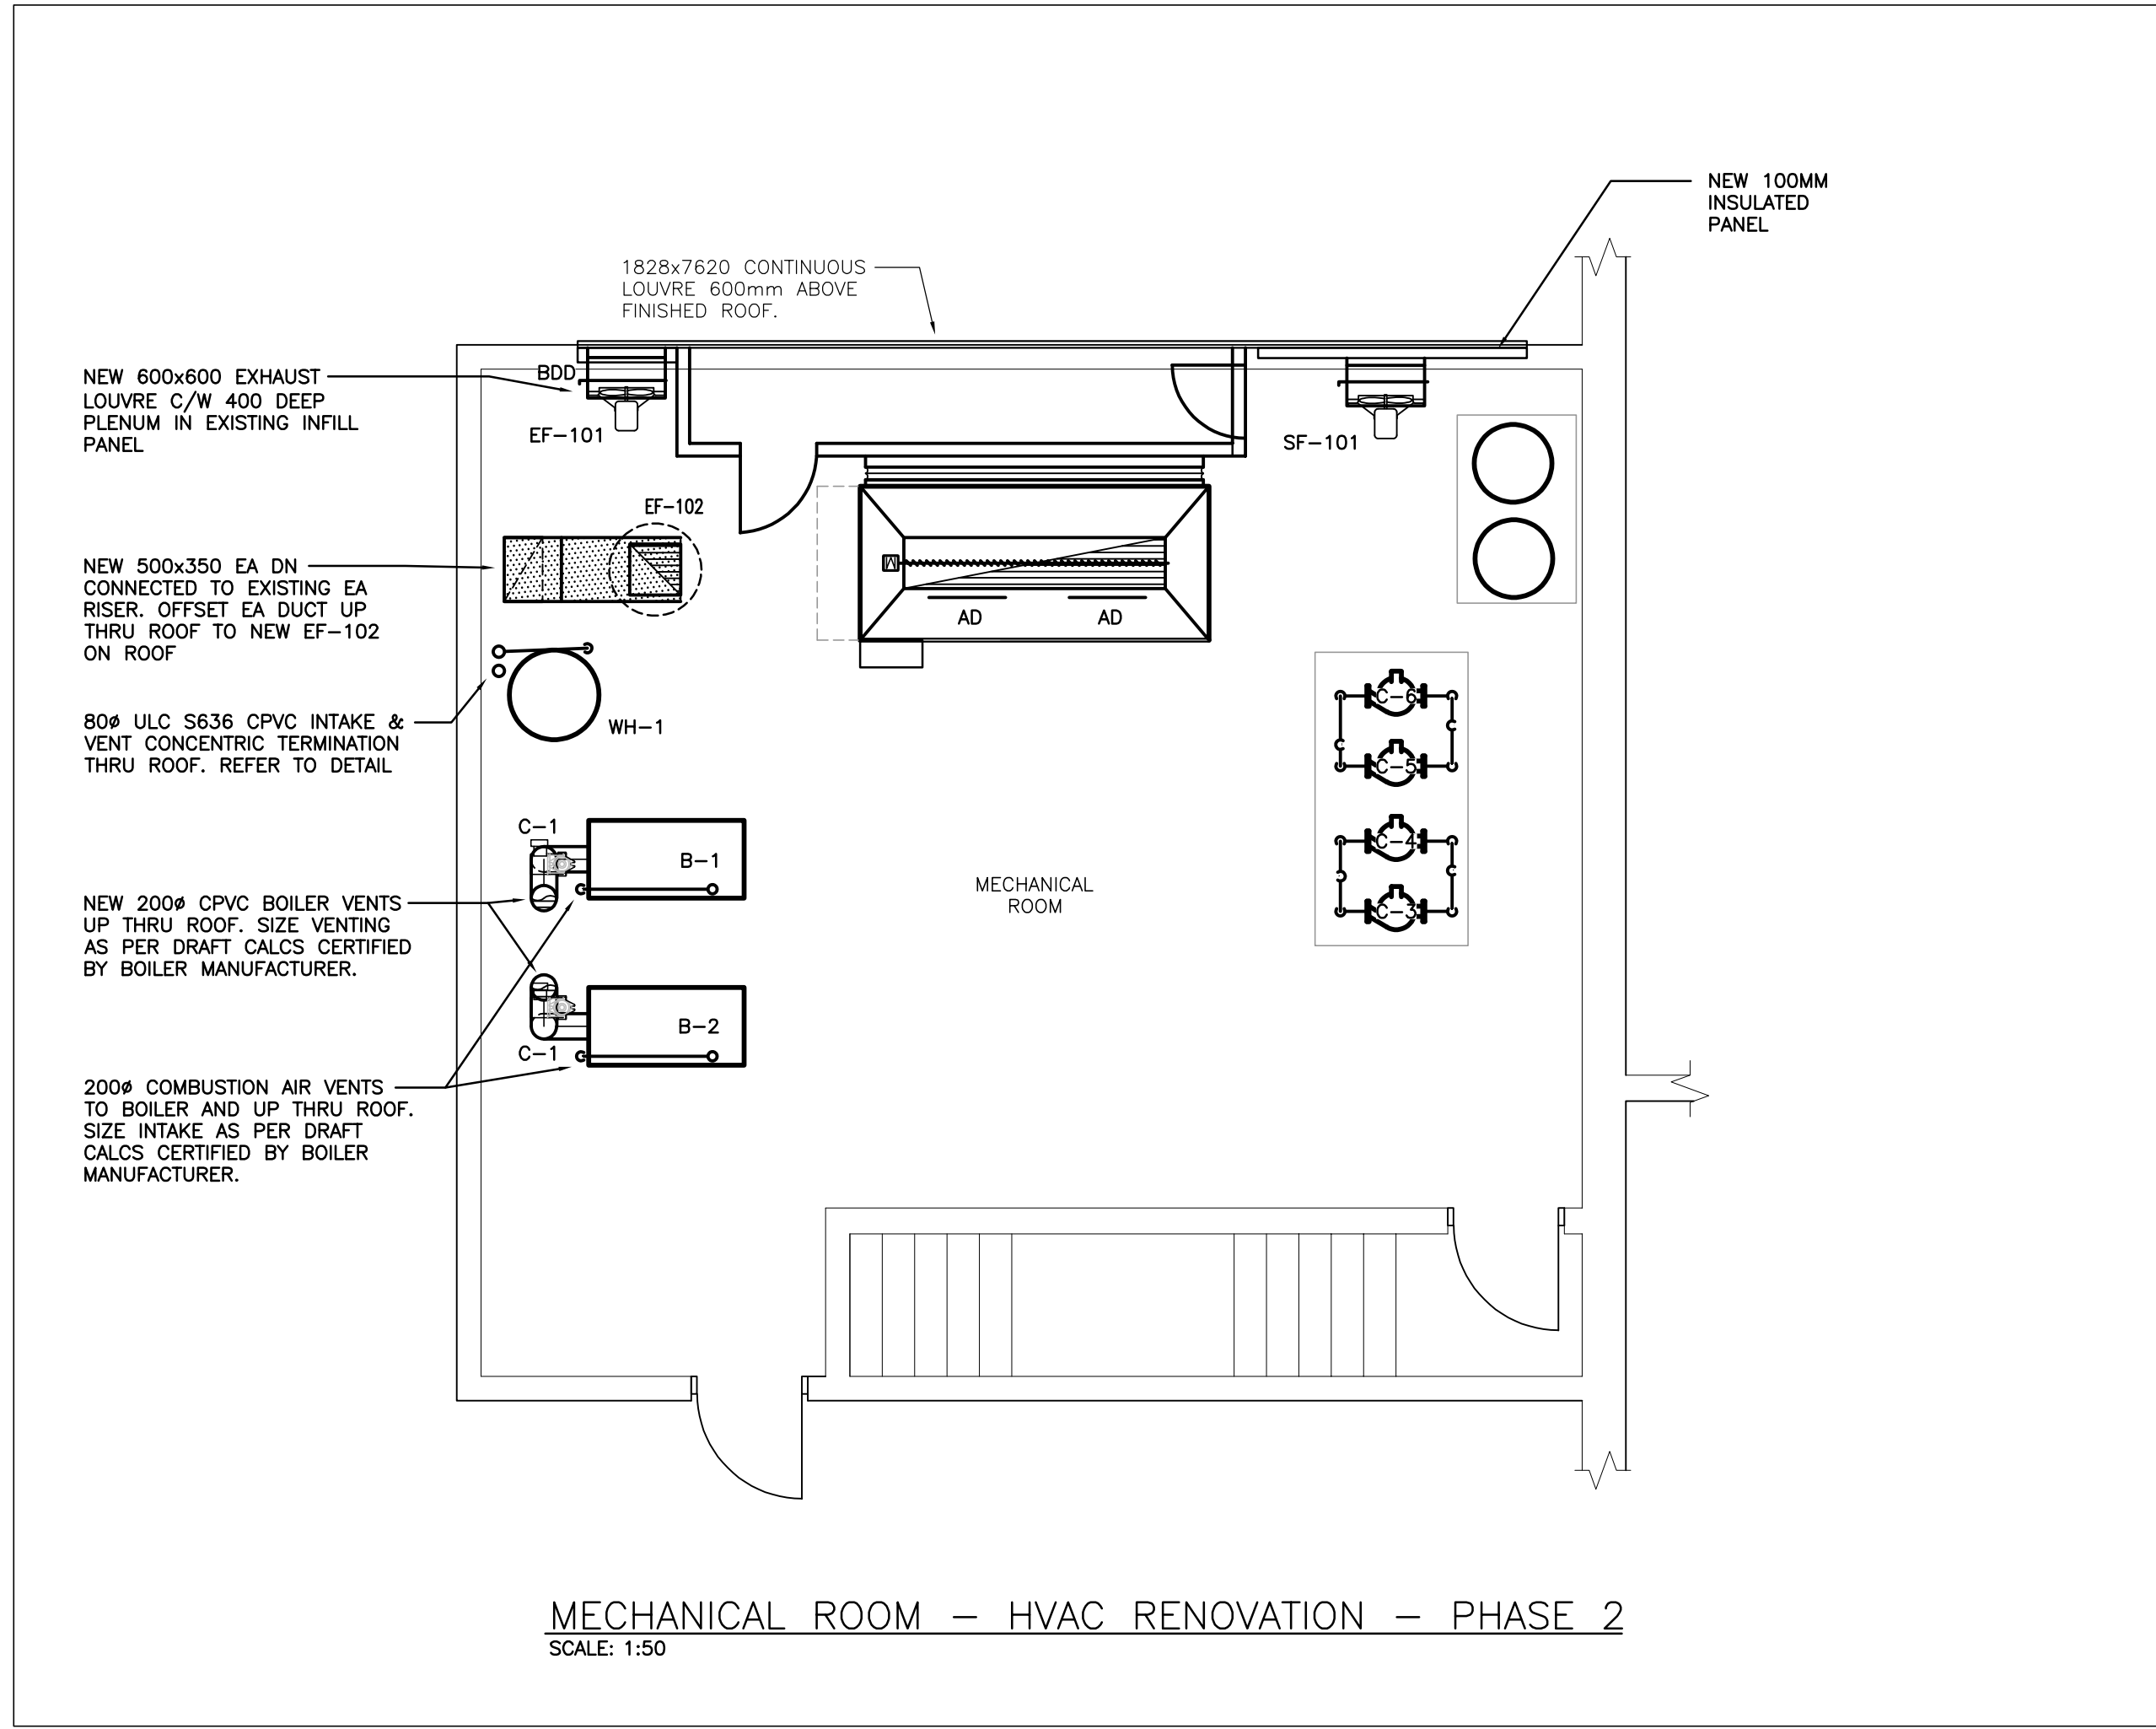 NEW 100MM
INSULATED
PANEL
1828x7620 CONTINUOUS
LOUVRE 600mm ABOVE
FINISHED ROOF.
NEW 600x600 EXHAUST
LOUVRE C/W 400 DEEP
PLENUM IN EXISTING INFILL
PANEL
BDD
EF-101
SF-101
EF-102
NEW 500x350 EA DN
CONNECTED TO EXISTING EA
RISER. OFFSET EA DUCT UP
THRU ROOF TO NEW EF-102
ON ROOF
AD
AD
80ø ULC S636 CPVC INTAKE &
VENT CONCENTRIC TERMINATION
THRU ROOF. REFER TO DETAIL
WH-1
C-6
C
C
C-5
C-1
B-1
C-4
C
C
C-3
MECHANICAL
ROOM
NEW 200ø CPVC BOILER VENTS
UP THRU ROOF. SIZE VENTING
AS PER DRAFT CALCS CERTIFIED
BY BOILER MANUFACTURER.
B-2
C-1
200ø COMBUSTION AIR VENTS
TO BOILER AND UP THRU ROOF.
SIZE INTAKE AS PER DRAFT
CALCS CERTIFIED BY BOILER
MANUFACTURER.
MECHANICAL ROOM - HVAC RENOVATION - PHASE 2
SCALE: 1:50